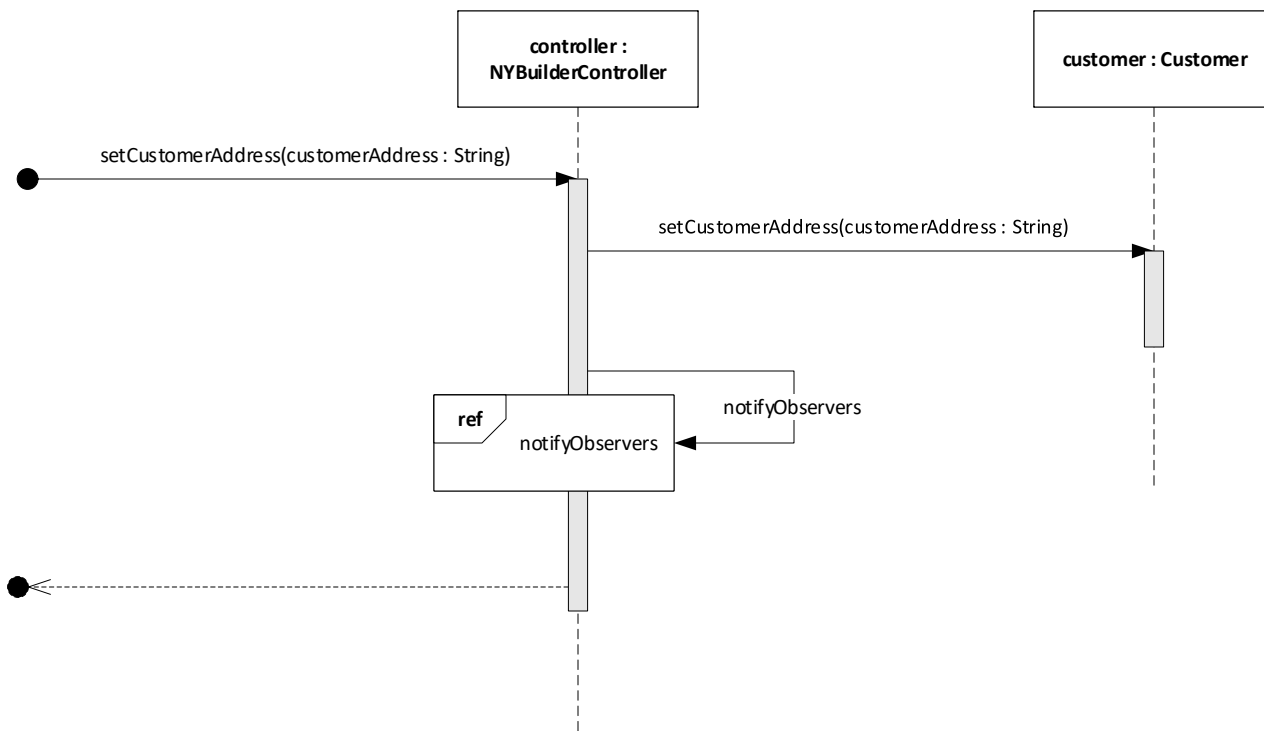 controller :
NYBuilderController
customer : Customer
setCustomerAddress(customerAddress : String)
setCustomerAddress(customerAddress : String)
notifyObservers
ref
notifyObservers